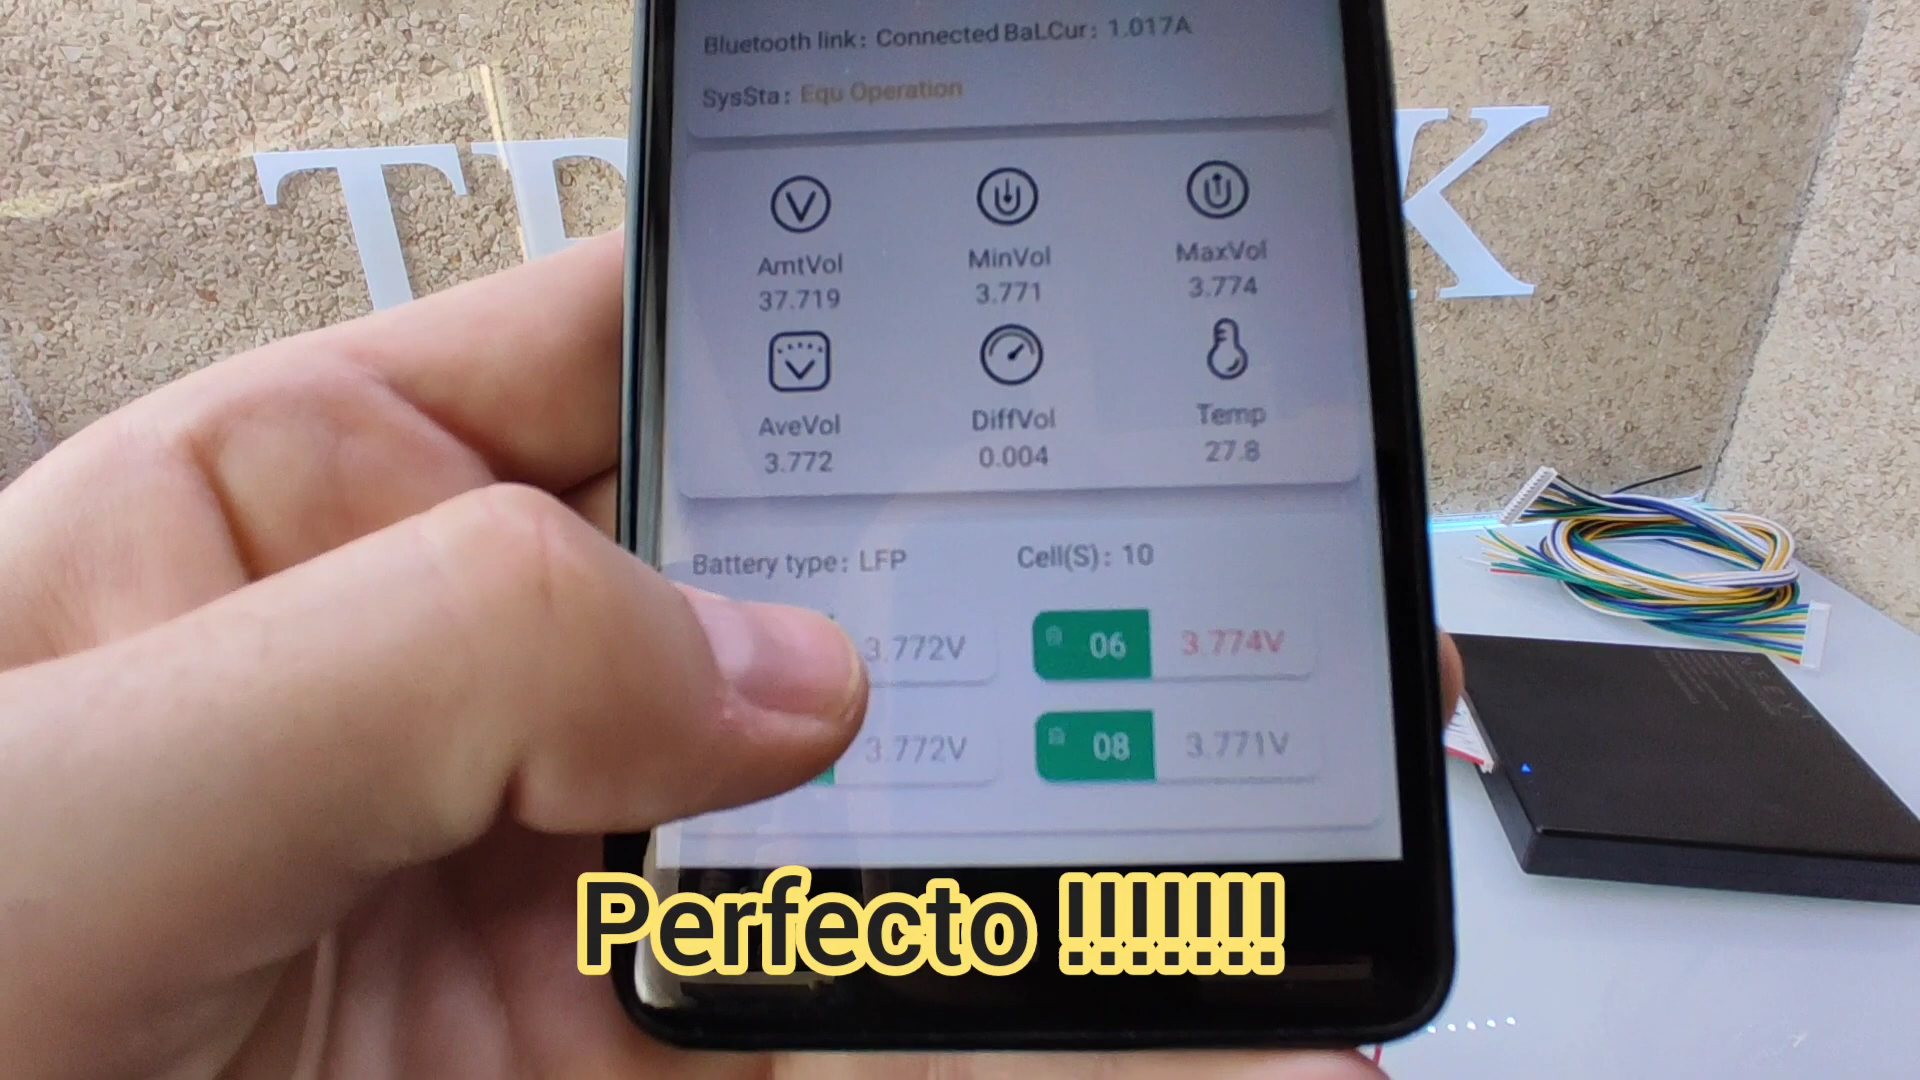 Bluetooth link: Connected BaLCur: 1.017A
SysSta: Equ Operation
AmtVol
MinVol
MaxVol
37.719
3.771
3.774
AveVol
DiffVol
Temp
3.772
0.004
27.8
Battery type: LFP Cell(S): 10
3.772V 06 3.774V
3.772V 08 3.771V
Perfecto !!!!!!!